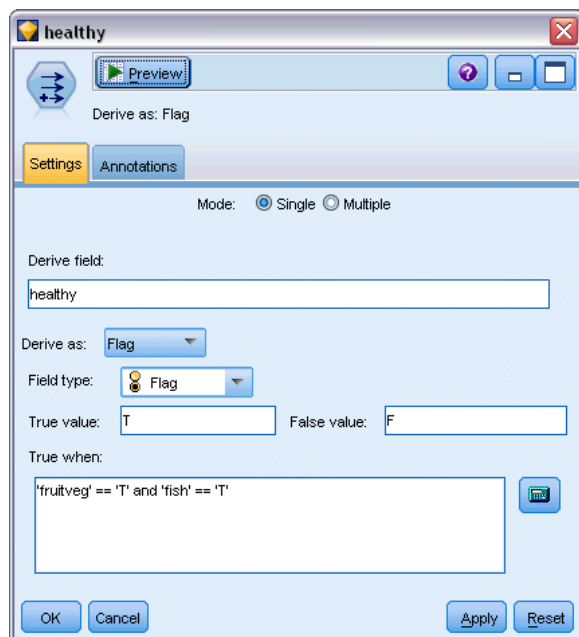 healthy
Preview
Derive as: Flag
Settings Annotations
Mode: Single Multiple
Derive field:
healthy
Derive as: Flag
Field type: Flag
True value: T False value: F
True when:
'fruitveg' == 'T' and 'fish' == 'T'
OK Cancel Apply Reset